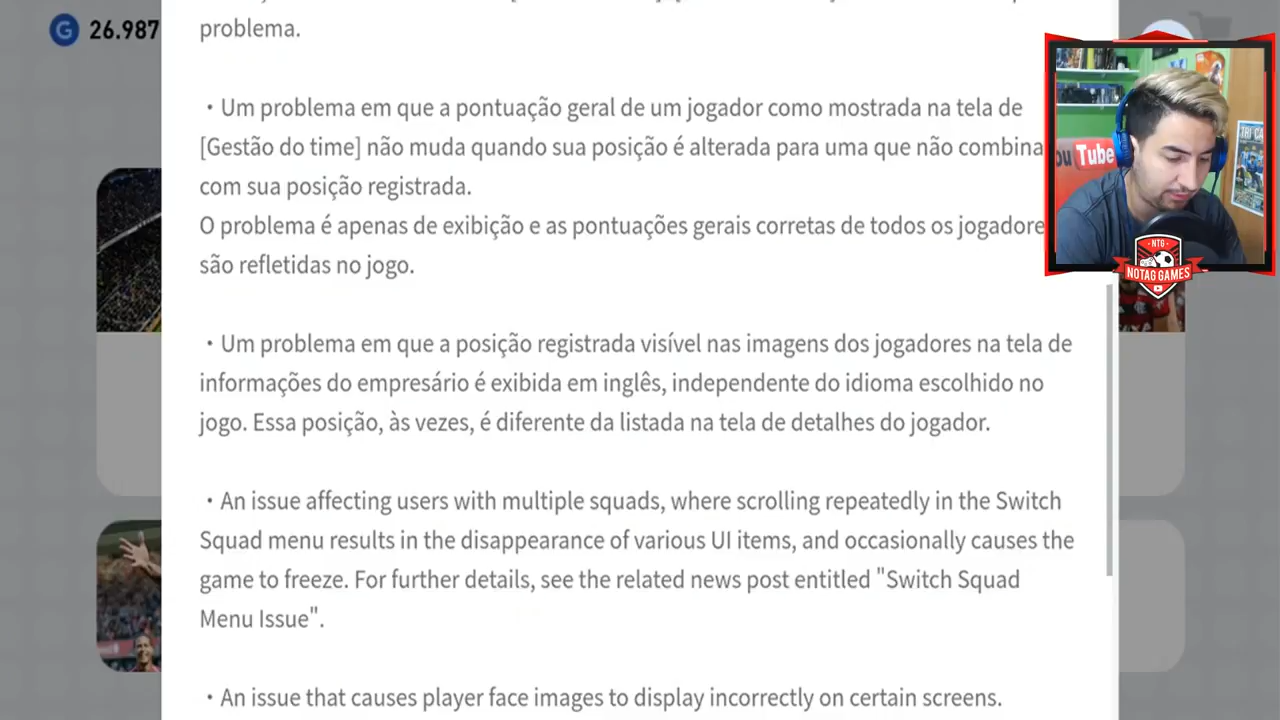 G 26.987
problema.
・Um problema em que a pontuação geral de um jogador como mostrada na tela de
[Gestão do time] não muda quando sua posição é alterada para uma que não combina
com sua posição registrada.
O problema é apenas de exibição e as pontuações gerais corretas de todos os jogadore
são refletidas no jogo.
・Um problema em que a posição registrada visível nas imagens dos jogadores na tela de
informações do empresário é exibida em inglês, independente do idioma escolhido no
jogo. Essa posição, às vezes, é diferente da listada na tela de detalhes do jogador.
・An issue affecting users with multiple squads, where scrolling repeatedly in the Switch
Squad menu results in the disappearance of various UI items, and occasionally causes the
game to freeze. For further details, see the related news post entitled "Switch Squad
Menu Issue".
・An issue that causes player face images to display incorrectly on certain screens.
ou Tube
NTG
NOTAG GAMES